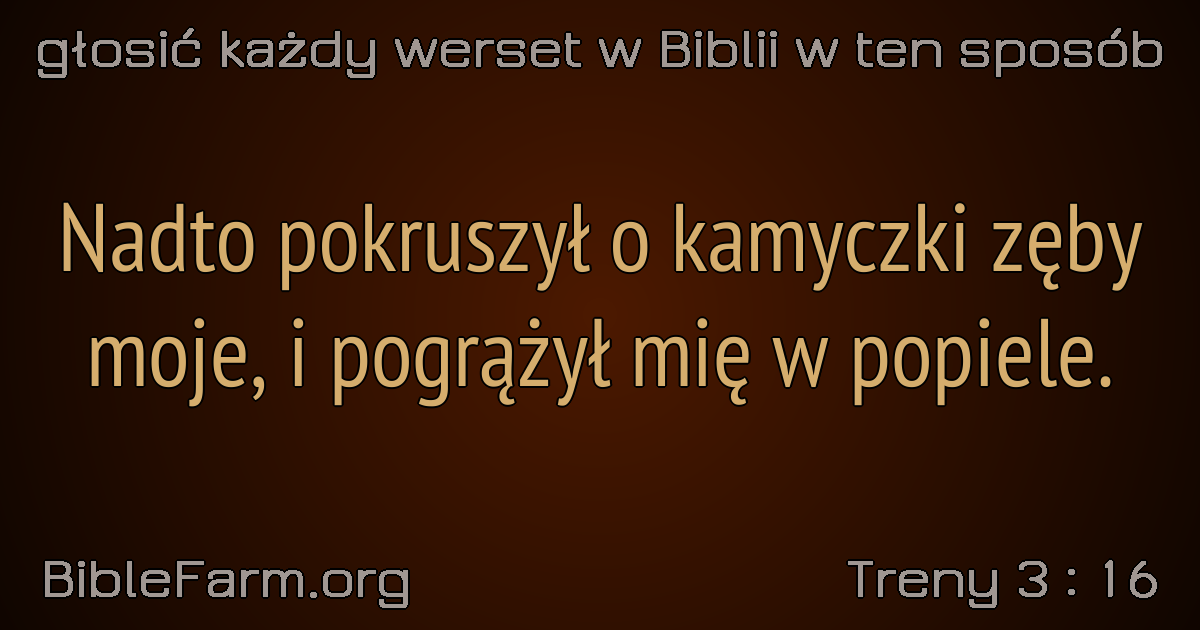 głosić każdy werset w Biblii w ten sposób
Nadto pokruszył o kamyczki zęby
moje, i pogrążył mię w popiele.
BibleFarm.org
Treny 3 : 16